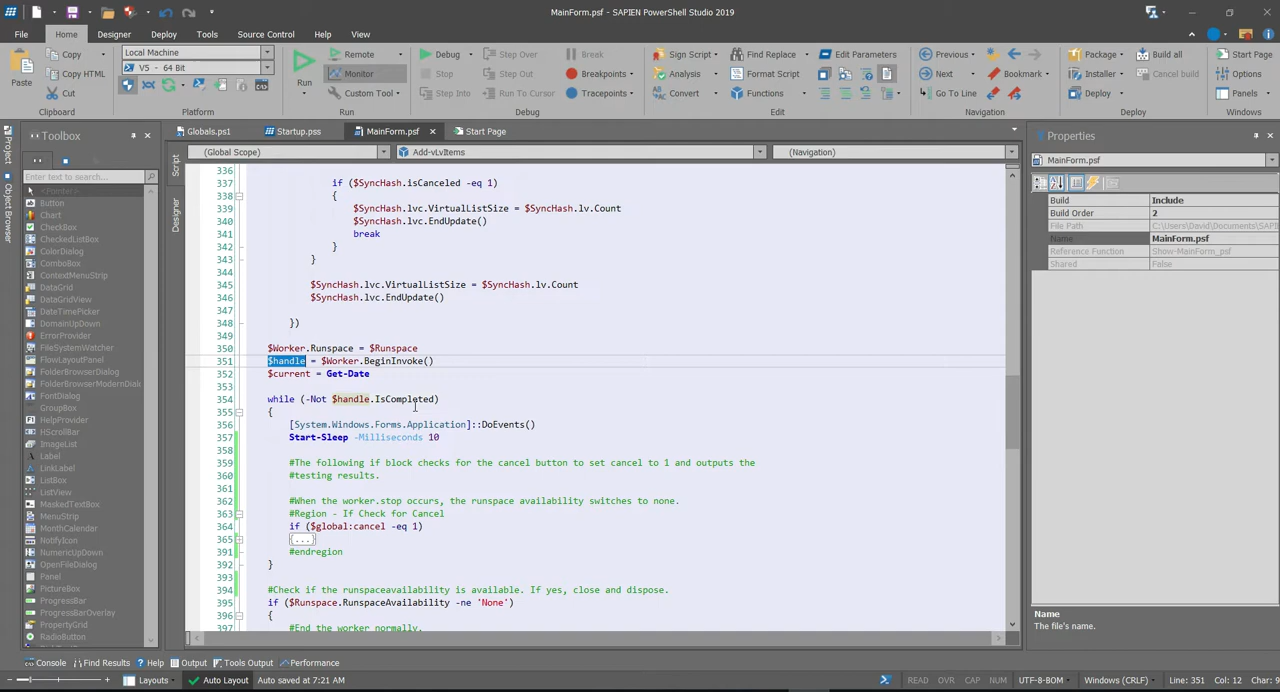 MainForm.psf - SAPIEN PowerShell Studio 2019
File Home Designer Deploy Tools Source Control Help View
Paste
Copy
Copy HTML
Cut
Clipboard
Local Machine
V5 - 64 Bit
Platform
Run
Remote
Monitor
Custom Tool
Run
Debug
Stop
Step Into
Step Over
Step Out
Run To Cursor
Break
Breakpoints
Tracepoints
Debug
Sign Script
Analysis
Convert
Find Replace
Format Script
Functions
Edit Parameters
Edit
Previous
Next
Go To Line
Bookmark
Navigation
Package
Installer
Deploy
Build all
Cancel build
Deploy
Start Page
Options
Panels
Windows
Project
Object Browser
Toolbox
Enter text to search...
<Pointer>
Button
Chart
CheckBox
CheckedListBox
ColorDialog
ComboBox
ContextMenuStrip
DataGrid
DataGridView
DateTimePicker
DomainUpDown
ErrorProvider
FileSystemWatcher
FlowLayoutPanel
FolderBrowserDialog
FolderBrowserModernDialo
FontDialog
GroupBox
HelpProvider
HScrollBar
ImageList
Label
LinkLabel
ListBox
ListView
MaskedTextBox
MenuStrip
MonthCalendar
NotifyIcon
NumericUpDown
OpenFileDialog
Panel
PictureBox
ProgressBar
ProgressBarOverlay
PropertyGrid
RadioButton
Globals.ps1 Startup.pss MainForm.psf Start Page
Script
Designer
(Global Scope) Add-vLvItems (Navigation)
336
337 if ($SyncHash.isCanceled -eq 1)
338 {
339 $SyncHash.lvc.VirtualListSize = $SyncHash.lv.Count
340 $SyncHash.lvc.EndUpdate()
341 break
342 }
343 }
344
345 $SyncHash.lvc.VirtualListSize = $SyncHash.lv.Count
346 $SyncHash.lvc.EndUpdate()
347
348 })
349
350 $Worker.Runspace = $Runspace
351 $handle = $Worker.BeginInvoke()
352 $current = Get-Date
353
354 while (-Not $handle.IsCompleted)
355 {
356 [System.Windows.Forms.Application]::DoEvents()
357 Start-Sleep -Milliseconds 10
358
359 #The following if block checks for the cancel button to set cancel to 1 and outputs the
360 #testing results.
361
362 #When the worker.stop occurs, the runspace availability switches to none.
363 #Region - If Check for Cancel
364 if ($global:cancel -eq 1)
365 {...}
391 #endregion
392 }
393
394 #Check if the runspaceavailability is available. If yes, close and dispose.
395 if ($Runspace.RunspaceAvailability -ne 'None')
396 {
397 #End the worker normally.
Properties
MainForm.psf
Build Include
Build Order 2
File Path C:\Users\David\Documents\SAPIEN
Name MainForm.psf
Reference Function Show-MainForm_psf
Shared False
Name
The file's name.
Console Find Results Help Output Tools Output Performance
Layouts Auto Layout Auto saved at 7:21 AM READ OVR CAP NUM UTF-8-BOM Windows (CRLF) Line: 351 Col: 12 Char: 9